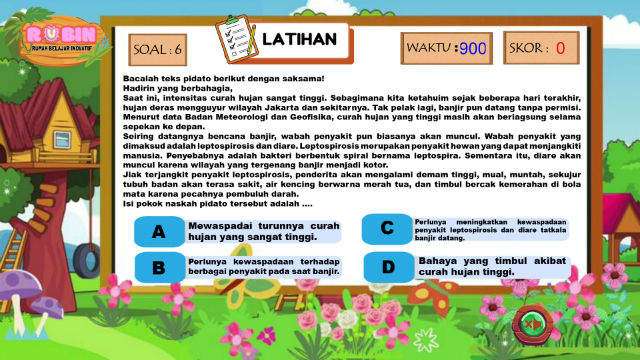 RUBIN
RUMAH BELAJAR INOVATIF
SOAL : 6
LATIHAN
WAKTU : 900
SKOR : 0
Bacalah teks pidato berikut dengan saksama!
Hadirin yang berbahagia,
Saat ini, intensitas curah hujan sangat tinggi. Sebagimana kita ketahuim sejak beberapa hari terakhir,
hujan deras mengguyur wilayah Jakarta dan sekitarnya. Tak pelak lagi, banjir pun datang tanpa permisi.
Menurut data Badan Meteorologi dan Geofisika, curah hujan yang tinggi masih akan berlagsung selama
sepekan ke depan.
Seiring datangnya bencana banjir, wabah penyakit pun biasanya akan muncul. Wabah penyakit yang
dimaksud adalah leptospirosis dan diare. Leptospirosis merupakan penyakit hewan yang dapat menjangkiti
manusia. Penyebabnya adalah bakteri berbentuk spiral bernama leptospira. Sementara itu, diare akan
muncul karena wilayah yang tergenang banjir menjadi kotor.
Jiak terjangkit penyakit leptospirosis, penderita akan mengalami demam tinggi, mual, muntah, sekujur
tubuh badan akan terasa sakit, air kencing berwarna merah tua, dan timbul bercak kemerahan di bola
mata karena pecahnya pembuluh darah.
Isi pokok naskah pidato tersebut adalah ....
A
Mewaspadai turunnya curah
hujan yang sangat tinggi.
B
Perlunya kewaspadaan terhadap
berbagai penyakit pada saat banjir.
C
Perlunya meningkatkan kewaspadaan
penyakit leptospirosis dan diare tatkala
banjir datang.
D
Bahaya yang timbul akibat
curah hujan tinggi.